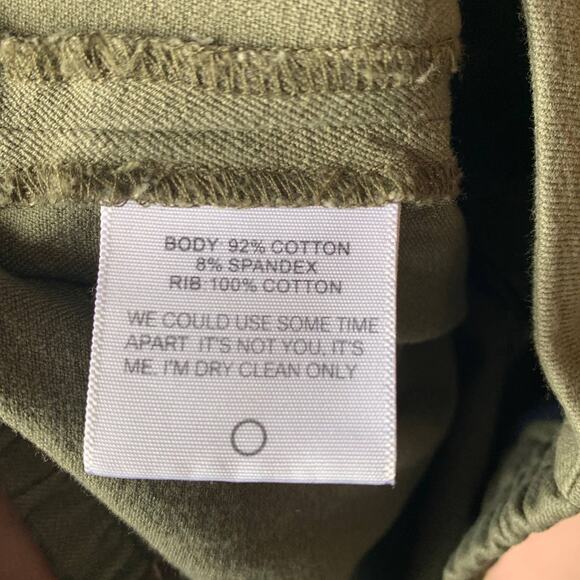 BODY 92% COTTON
8% SPANDEX
RIB 100% COTTON
WE COULD USE SOME TIME
APART IT'S NOT YOU, IT'S
ME. I'M DRY CLEAN ONLY